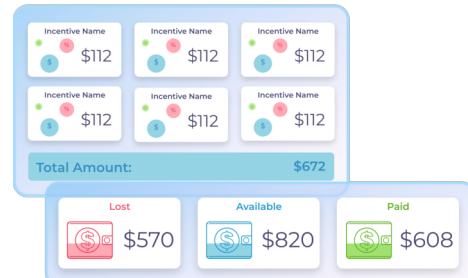 Incentive Name Incentive Name Incentive Name
$ % $112 $ % $112 $ % $112
Incentive Name Incentive Name Incentive Name
$ % $112 $ % $112 $ % $112
Total Amount: $672
Lost Available Paid
$ $570 $ $820 $ $608